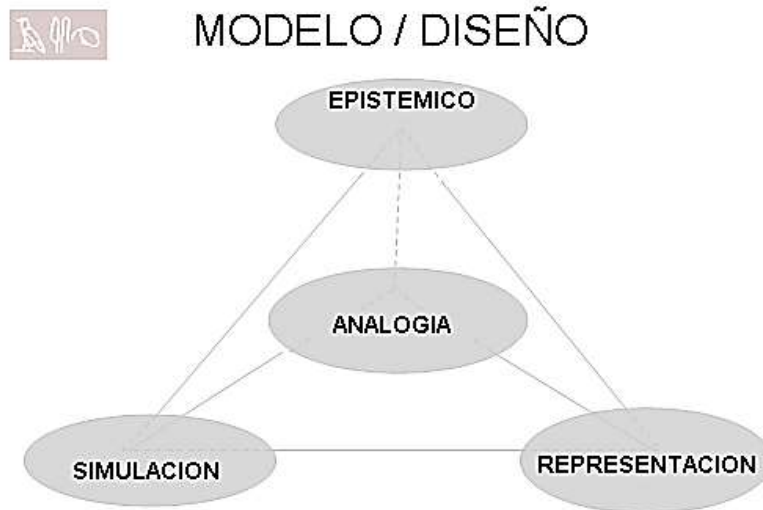 MODELO / DISEÑO
EPISTEMICO
ANALOGIA
SIMULACION
REPRESENTACION